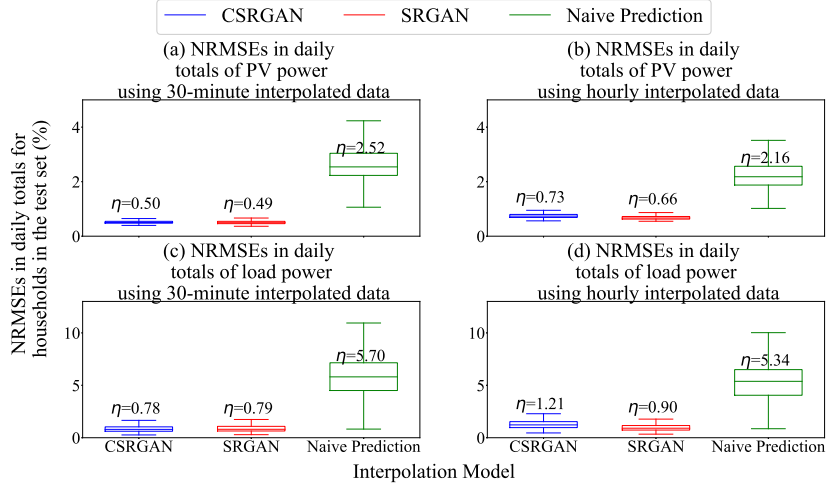 CSRGAN SRGAN Naive Prediction
(a) NRMSEs in daily
totals of PV power
using 30-minute interpolated data
(b) NRMSEs in daily
totals of PV power
using hourly interpolated data
NRMSEs in daily totals for
households in the test set (%)
4
2
0
η=0.50
η=0.49
η=2.52
4
2
0
η=0.73
η=0.66
η=2.16
(c) NRMSEs in daily
totals of load power
using 30-minute interpolated data
(d) NRMSEs in daily
totals of load power
using hourly interpolated data
10
5
0
η=0.78
η=0.79
η=5.70
CSRGAN SRGAN Naive Prediction
10
5
0
η=1.21
η=0.90
η=5.34
CSRGAN SRGAN Naive Prediction
Interpolation Model